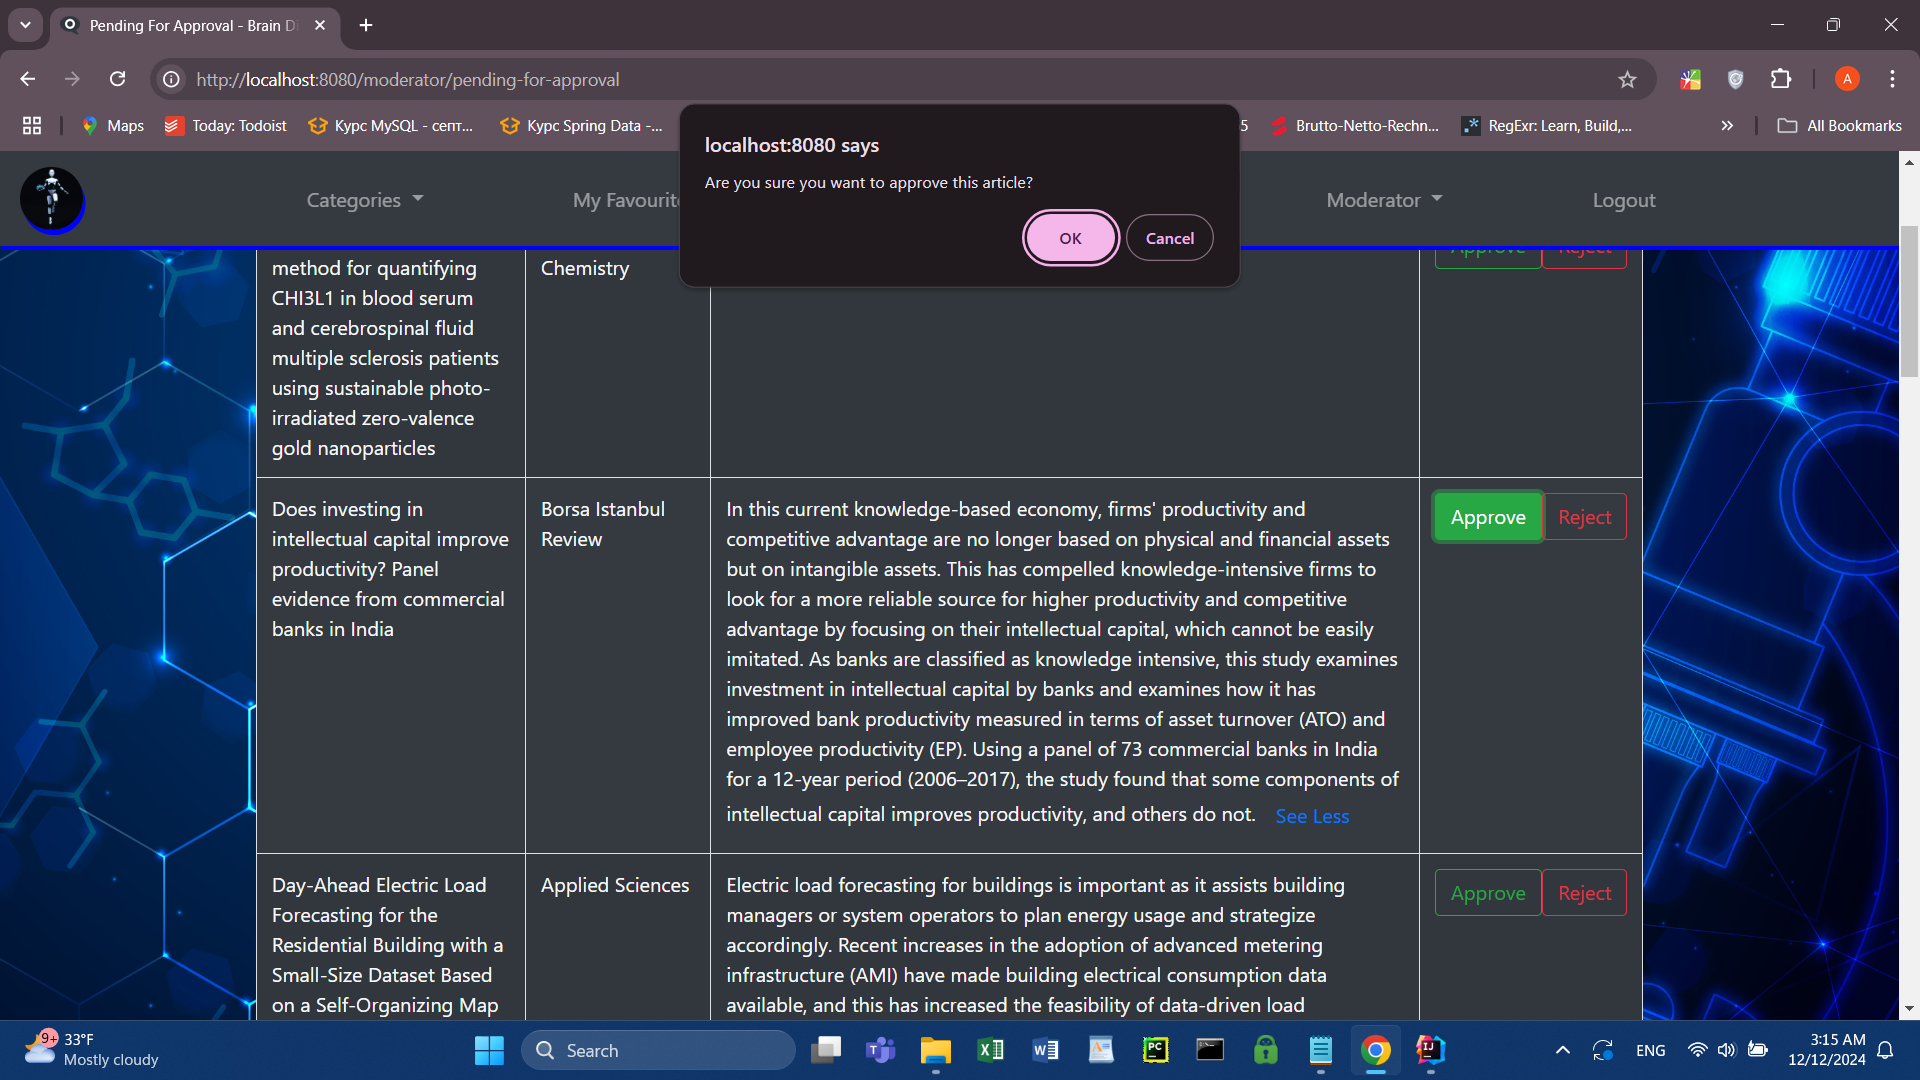 Pending For Approval - Brain Di
http://localhost:8080/moderator/pending-for-approval
A
Maps
Today: Todoist
Курс MySQL - септ...
Курс Spring Data -...
5
Brutto-Netto-Rechn...
RegExr: Learn, Build,...
All Bookmarks
localhost:8080 says
Are you sure you want to approve this article?
OK
Cancel
Categories
My Favourit
Moderator
Logout
method for quantifying
CHI3L1 in blood serum
and cerebrospinal fluid
multiple sclerosis patients
using sustainable photo-
irradiated zero-valence
gold nanoparticles
Chemistry
Approve
Reject
Does investing in
intellectual capital improve
productivity? Panel
evidence from commercial
banks in India
Borsa Istanbul
Review
In this current knowledge-based economy, firms' productivity and
competitive advantage are no longer based on physical and financial assets
but on intangible assets. This has compelled knowledge-intensive firms to
look for a more reliable source for higher productivity and competitive
advantage by focusing on their intellectual capital, which cannot be easily
imitated. As banks are classified as knowledge intensive, this study examines
investment in intellectual capital by banks and examines how it has
improved bank productivity measured in terms of asset turnover (ATO) and
employee productivity (EP). Using a panel of 73 commercial banks in India
for a 12-year period (2006–2017), the study found that some components of
intellectual capital improves productivity, and others do not. See Less
Approve
Reject
Day-Ahead Electric Load
Forecasting for the
Residential Building with a
Small-Size Dataset Based
on a Self-Organizing Map
Applied Sciences
Electric load forecasting for buildings is important as it assists building
managers or system operators to plan energy usage and strategize
accordingly. Recent increases in the adoption of advanced metering
infrastructure (AMI) have made building electrical consumption data
available, and this has increased the feasibility of data-driven load
Approve
Reject
9+
33°F
Mostly cloudy
Search
PC
IJ
ENG
3:15 AM
12/12/2024